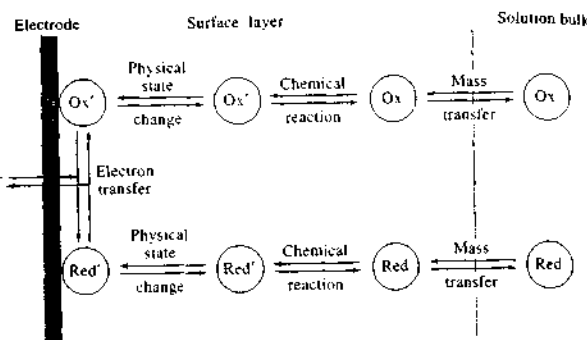 Electrode
Surface layer
Solution bulk
Physical
state
change
Chemical
reaction
Mass
transfer
Ox′
Ox′
Ox
Ox
Electron
transfer
Physical
state
change
Chemical
reaction
Mass
transfer
Red′
Red′
Red
Red